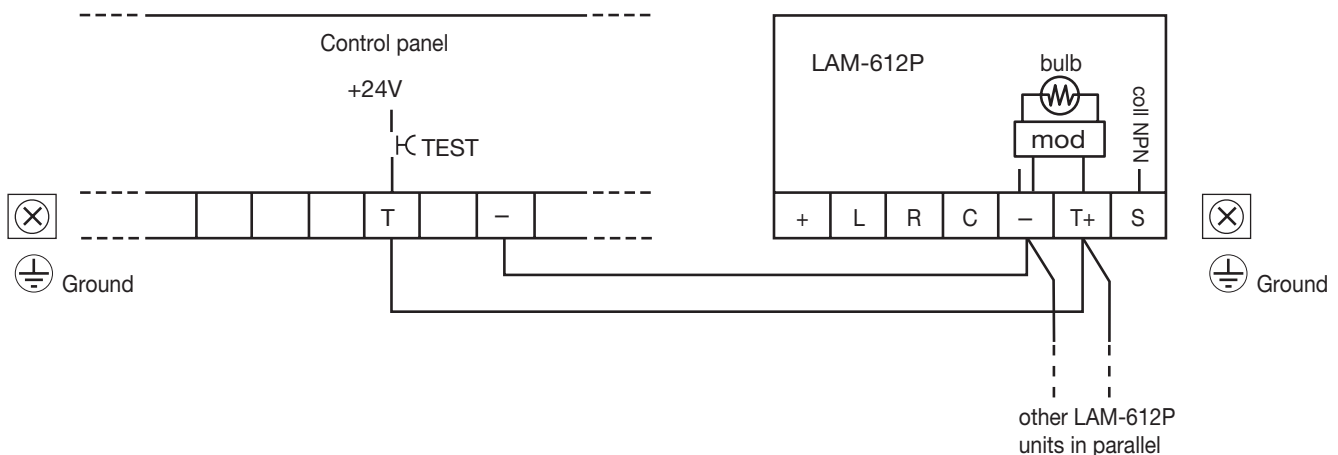 Control panel
+24V
TEST
T –
Ground
LAM-612P
bulb
mod
coll NPN
+ L R C – T+ S
Ground
other LAM-612P
units in parallel